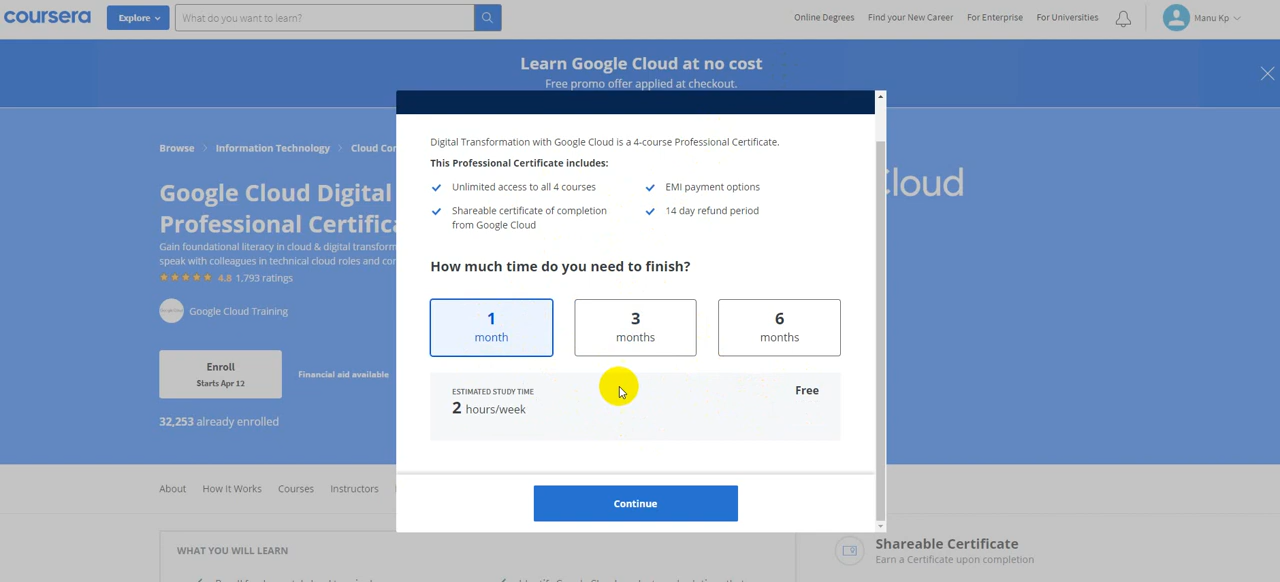 coursera
Explore
What do you want to learn?
Online Degrees
Find your New Career
For Enterprise
For Universities
Manu Kp
Learn Google Cloud at no cost
Free promo offer applied at checkout.
Browse
Information Technology
Google Cloud Digital
Gain foundational literacy in cloud & digital
speak with colleagues in technical cloud roles and
4.8 1,793 ratings
Google Cloud Training
Enroll
Starts Apr 12
Financial aid available
32,253 already enrolled
Digital Transformation with Google Cloud is a 4-course Professional Certificate.
This Professional Certificate includes:
Unlimited access to all 4 courses
EMI payment options
Shareable certificate of completion
from Google Cloud
14 day refund period
How much time do you need to finish?
1
month
3
months
6
months
ESTIMATED STUDY TIME
2 hours/week
Free
Continue
About
How It Works
Courses
Instructors
WHAT YOU WILL LEARN
Shareable Certificate
Earn a Certificate upon completion